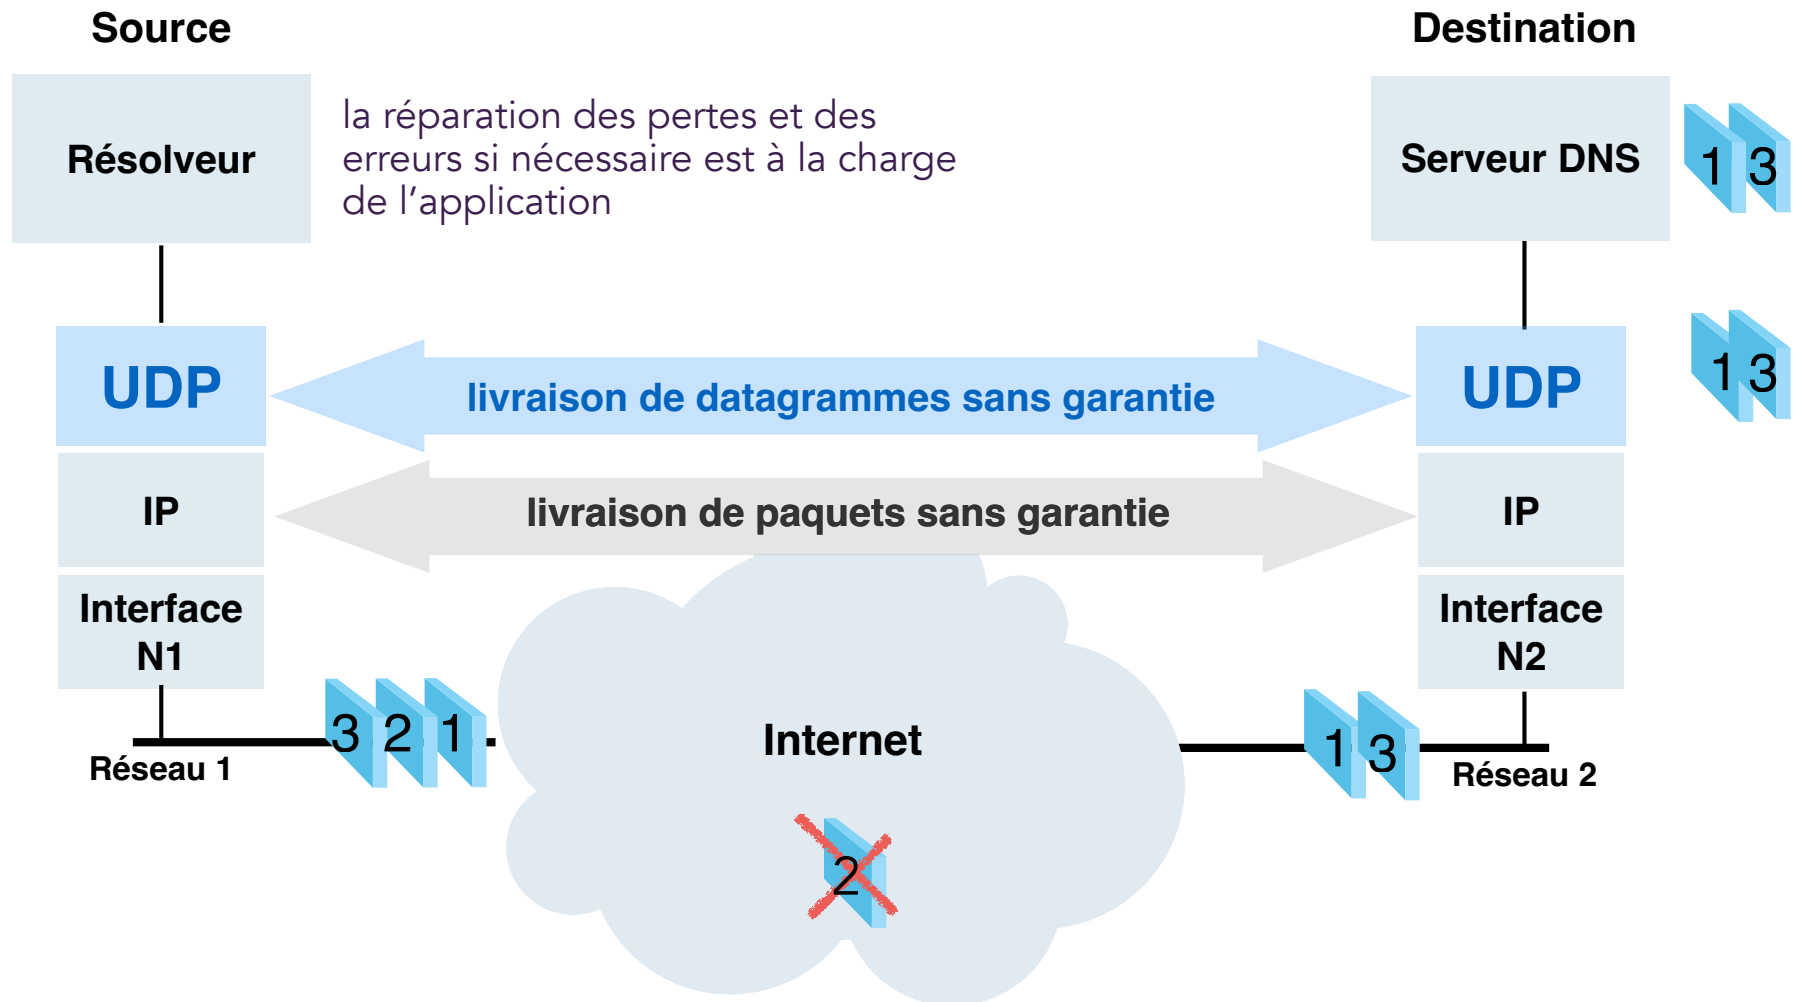 Source
Destination
Résolveur
la réparation des pertes et des
erreurs si nécessaire est à la charge
de l'application
Serveur DNS
1 3
UDP
livraison de datagrammes sans garantie
UDP
1 3
IP
livraison de paquets sans garantie
IP
Interface
N1
Interface
N2
3 2 1
Réseau 1
Internet
1 3
Réseau 2
2